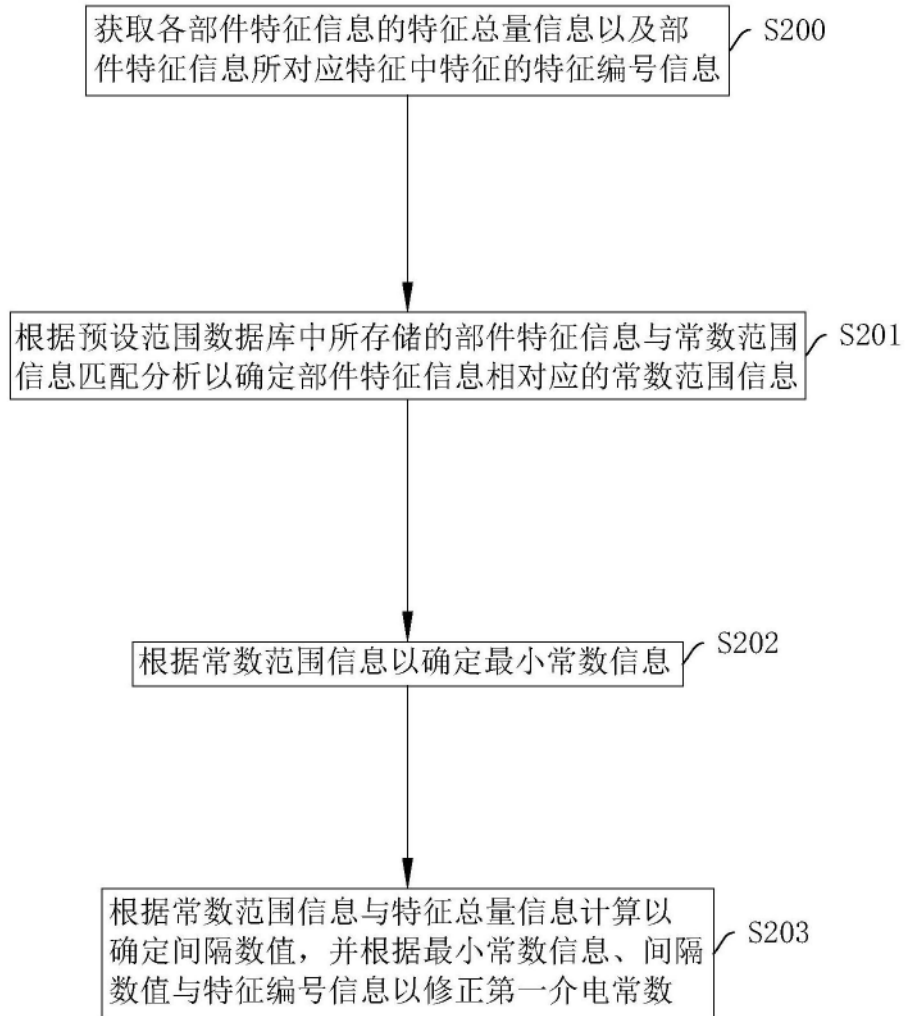 获取各部件特征信息的特征总量信息以及部
件特征信息所对应特征中特征的特征编号信息
S200
根据预设范围数据库中所存储的部件特征信息与常数范围
信息匹配分析以确定部件特征信息相对应的常数范围信息
S201
根据常数范围信息以确定最小常数信息
S202
根据常数范围信息与特征总量信息计算以
确定间隔数值，并根据最小常数信息、间隔
数值与特征编号信息以修正第一介电常数
S203